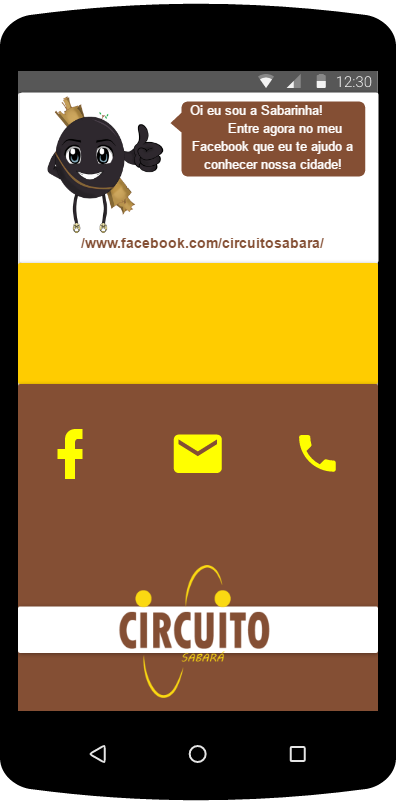 12:30
Oi eu sou a Sabarinha!
Entre agora no meu
Facebook que eu te ajudo a
conhecer nossa cidade!
/www.facebook.com/circuitosabara/
CIRCUITO
SABARA